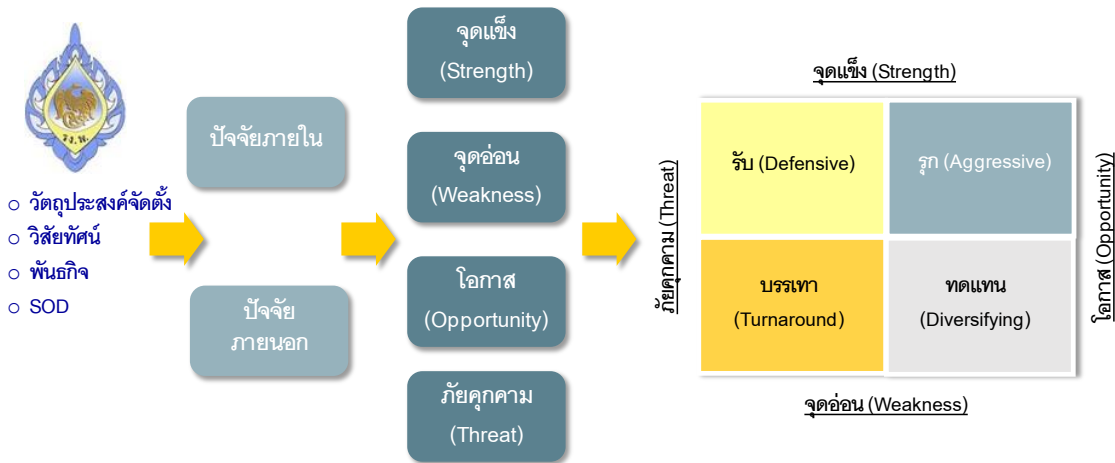 ร.ง.พ.
วัตถุประสงค์จัดตั้ง
วิสัยทัศน์
พันธกิจ
SOD
ปัจจัยภายใน
ปัจจัย
ภายนอก
จุดแข็ง
(Strength)
จุดอ่อน
(Weakness)
โอกาส
(Opportunity)
ภัยคุกคาม
(Threat)
จุดแข็ง (Strength)
ภัยคุกคาม (Threat)
รับ (Defensive)
รุก (Aggressive)
บรรเทา
(Turnaround)
ทดแทน
(Diversifying)
โอกาส (Opportunity)
จุดอ่อน (Weakness)